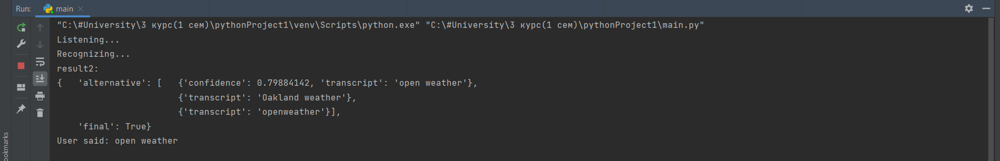 Run: main
"C:\#University\3 курс(1 сем)\pythonProject1\venv\Scripts\python.exe" "C:\#University\3 курс(1 сем)\pythonProject1\main.py"
Listening...
Recognizing...
result2:
{   'alternative': [   {'confidence': 0.79884142, 'transcript': 'open weather'},
                       {'transcript': 'Oakland weather'},
                       {'transcript': 'openweather'}],
    'final': True}
User said: open weather
ookmarks